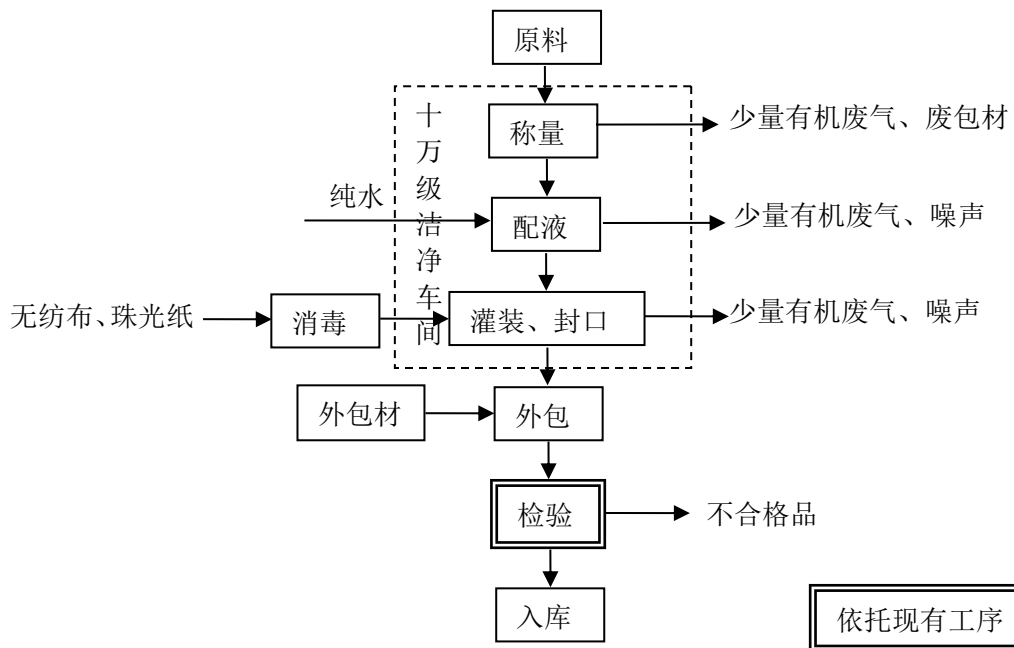 原料
十万级洁净车间
称量
少量有机废气、废包材
纯水
配液
少量有机废气、噪声
无纺布、珠光纸
消毒
灌装、封口
少量有机废气、噪声
外包材
外包
检验
不合格品
入库
依托现有工序